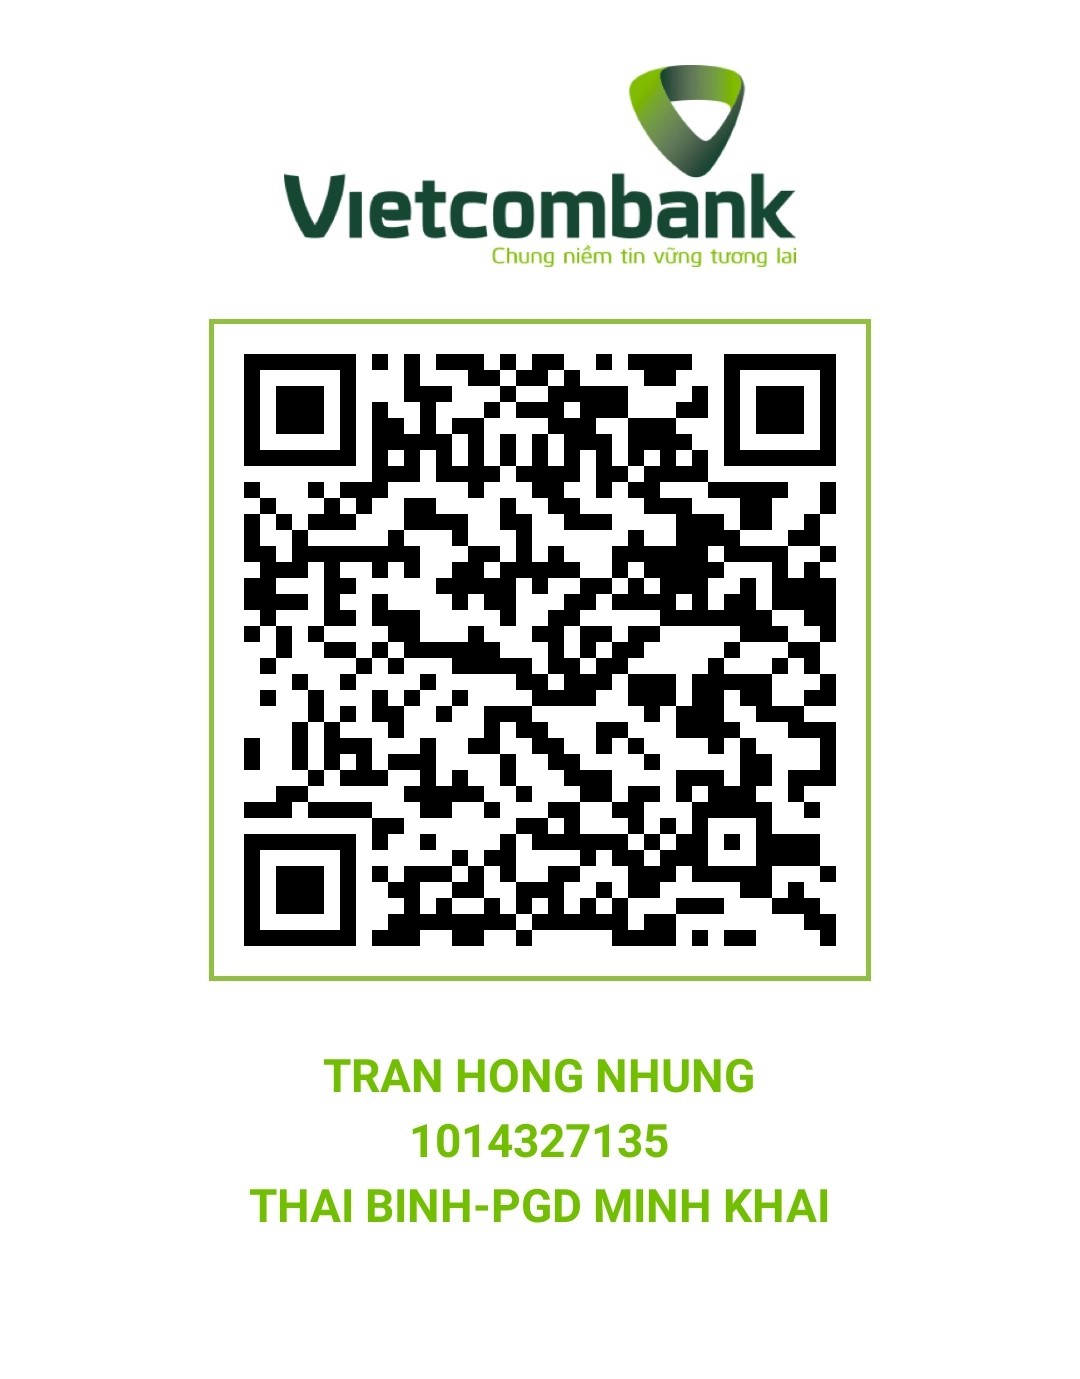 Vietcombank
Chung niềm tin vững tương lai
TRAN HONG NHUNG
1014327135
THAI BINH-PGD MINH KHAI